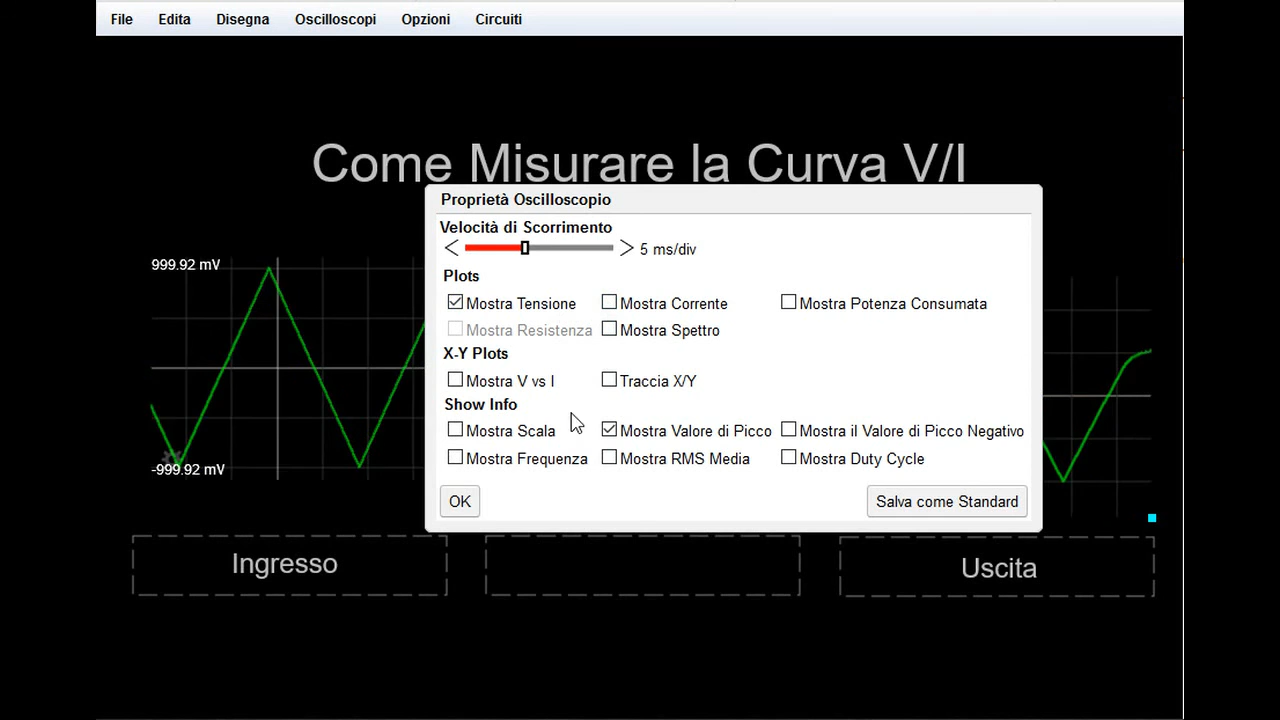 File Edita Disegna Oscilloscopi Opzioni Circuiti
Come Misurare la Curva V/I
Proprietà Oscilloscopio
Velocità di Scorrimento
5 ms/div
999.92 mV
Plots
Mostra Tensione Mostra Corrente Mostra Potenza Consumata
Mostra Resistenza Mostra Spettro
X-Y Plots
Mostra V vs I Traccia X/Y
Show Info
Mostra Scala Mostra Valore di Picco Mostra il Valore di Picco Negativo
Mostra Frequenza Mostra RMS Media Mostra Duty Cycle
-999.92 mV
OK Salva come Standard
Ingresso Uscita